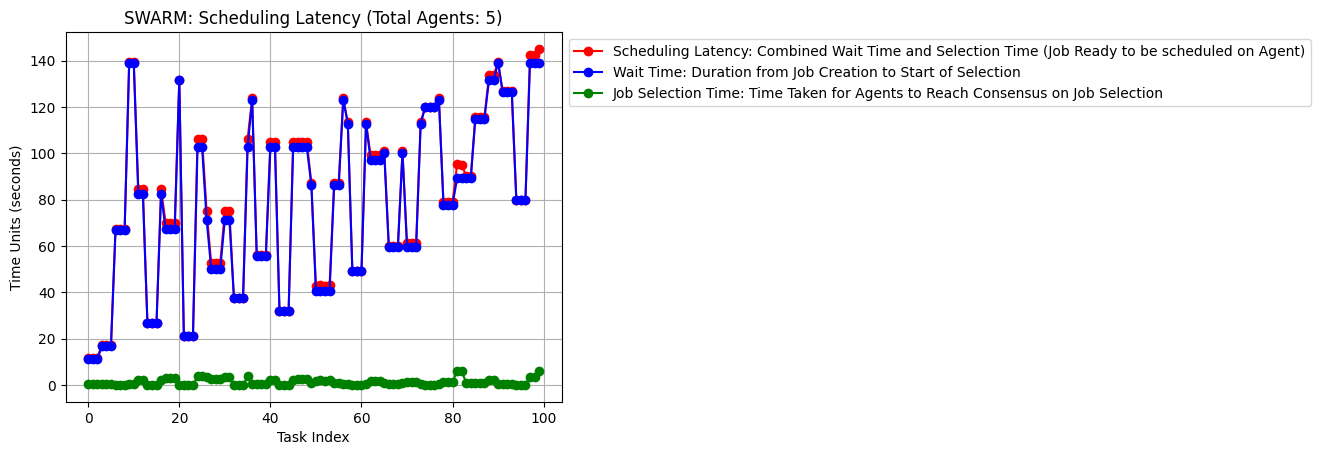 SWARM: Scheduling Latency (Total Agents: 5)
Scheduling Latency: Combined Wait Time and Selection Time (Job Ready to be scheduled on Agent)
Wait Time: Duration from Job Creation to Start of Selection
Job Selection Time: Time Taken for Agents to Reach Consensus on Job Selection
Time Units (seconds)
140
120
100
80
60
40
20
0
0 20 40 60 80 100
Task Index